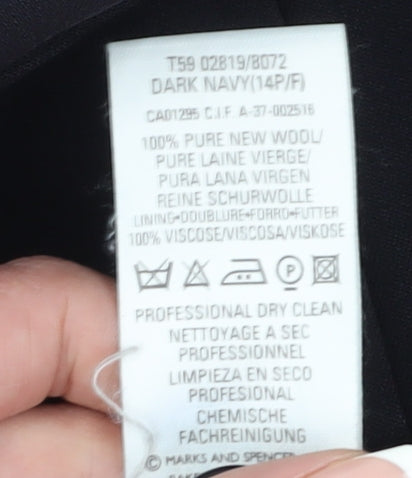 T59 02819/8072
DARK NAVY(14P/F)
CA01295 C.I.F. A-37-002516
100% PURE NEW WOOL/
PURE LAINE VIERGE/
PURA LANA VIRGEN
REINE SCHURWOLLE
LINING•DOUBLURE•FORRO•FUTTER
100% VISCOSE/VISCOSA/VISKOSE
P
PROFESSIONAL DRY CLEAN
NETTOYAGE A SEC
PROFESSIONNEL
LIMPIEZA EN SECO
PROFESIONAL
CHEMISCHE
FACHREINIGUNG
© MARKS AND SPENCER